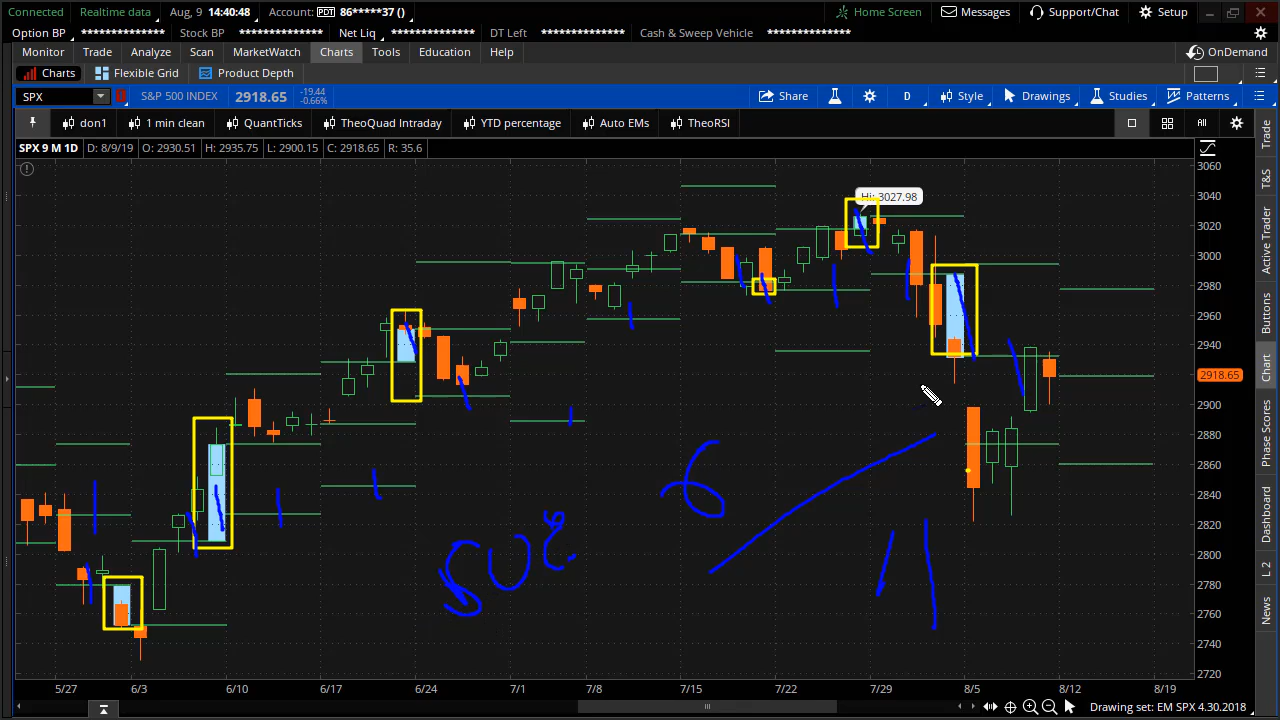 Connected Realtime data Aug, 9 14:40:48 Account: PDT 86*****37 () Home Screen Messages Support/Chat Setup
Option BP ************** Stock BP ************** Net Liq ************** DT Left ************** Cash & Sweep Vehicle **************
Monitor Trade Analyze Scan MarketWatch Charts Tools Education Help OnDemand
Charts Flexible Grid Product Depth
SPX S&P 500 INDEX 2918.65 -19.44 -0.66% Share D Style Drawings Studies Patterns
don1 1 min clean QuantTicks TheoQuad Intraday YTD percentage Auto EMs TheoRSI All
SPX 9 M 1D D: 8/9/19 O: 2930.51 H: 2935.75 L: 2900.15 C: 2918.65 R: 35.6
Hi: 3027.98
3060
3040
3020
3000
2980
2960
2940
2918.65
2900
2880
2860
2840
2820
2800
2780
2760
2740
2720
6
11
5/27 6/3 6/10 6/17 6/24 7/1 7/8 7/15 7/22 7/29 8/5 8/12 8/19
Drawing set: EM SPX 4.30.2018
Trade
T&S
Active Trader
Buttons
Chart
Phase Scores
Dashboard
L 2
News